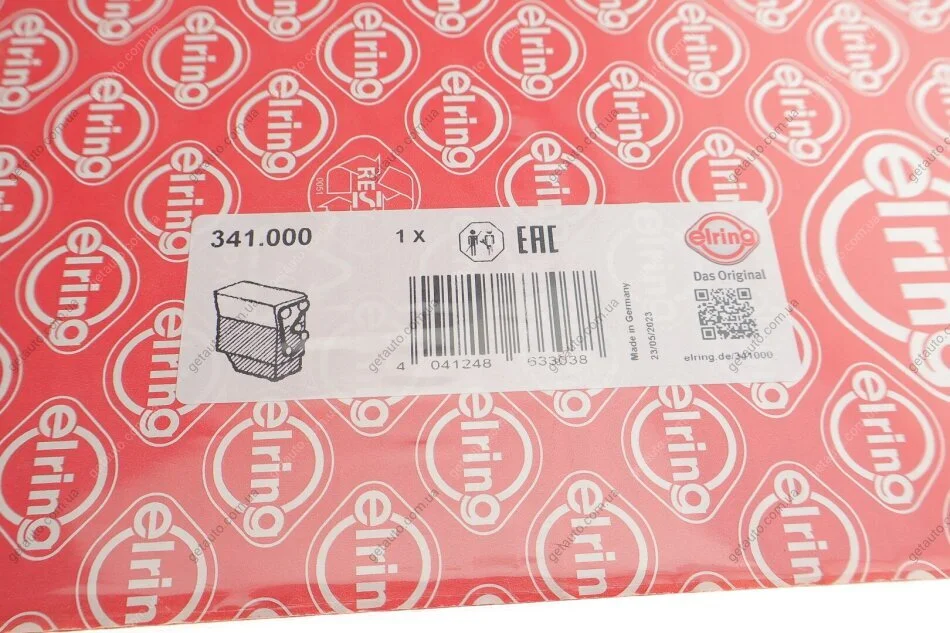 341.000
1 X
EAC
elring
Das Original
4 041248 633038
Made in Germany
23/05/2023
elring.de/341000
elring
getauto.com.ua